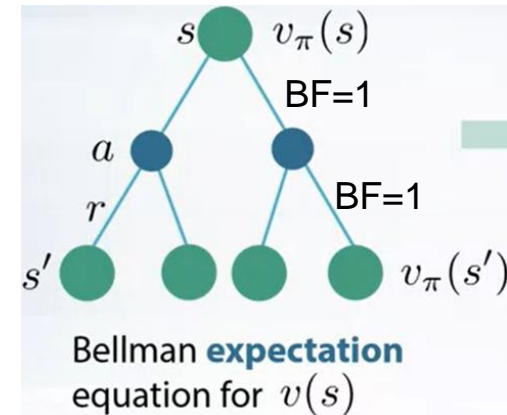 s vπ(s)
BF=1
a
BF=1
r
s′ vπ(s′)
Bellman expectation
equation for v(s)